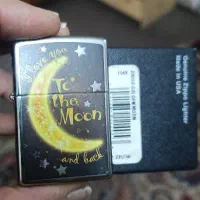 I love you
To
the
Moon
and back
Genuine Zippo Lighter
Made in USA